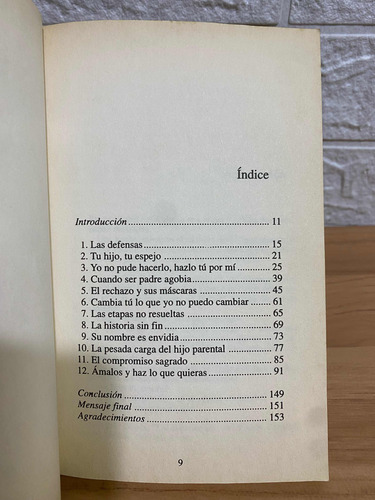 Índice
Introducción ........ 11
1. Las defensas ........ 15
2. Tu hijo, tu espejo ........ 21
3. Yo no pude hacerlo, hazlo tú por mí ........ 25
4. Cuando ser padre agobia ........ 39
5. El rechazo y sus máscaras ........ 45
6. Cambia tú lo que yo no puedo cambiar ........ 61
7. Las etapas no resueltas ........ 65
8. La historia sin fin ........ 69
9. Su nombre es envidia ........ 73
10. La pesada carga del hijo parental ........ 77
11. El compromiso sagrado ........ 85
12. Ámalos y haz lo que quieras ........ 91
Conclusión ........ 149
Mensaje final ........ 151
Agradecimientos ........ 153
9